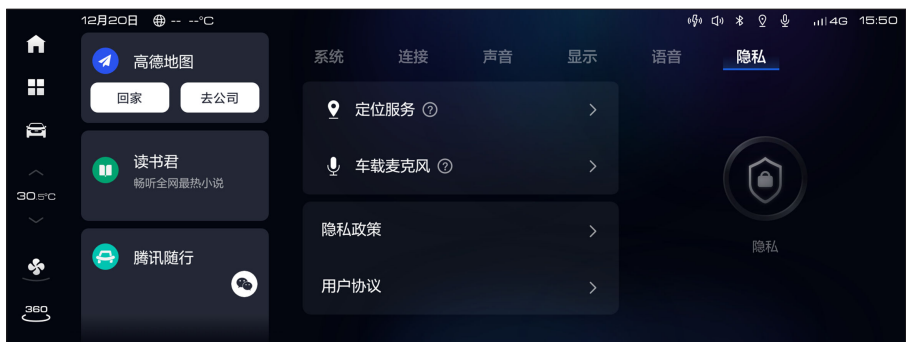 12月20日 -- --°C
4G 15:50
高德地图
回家 去公司
读书君
畅听全网最热小说
腾讯随行
30.5°C
360
系统 连接 声音 显示 语音 隐私
定位服务 ?
车载麦克风 ?
隐私政策
用户协议
隐私